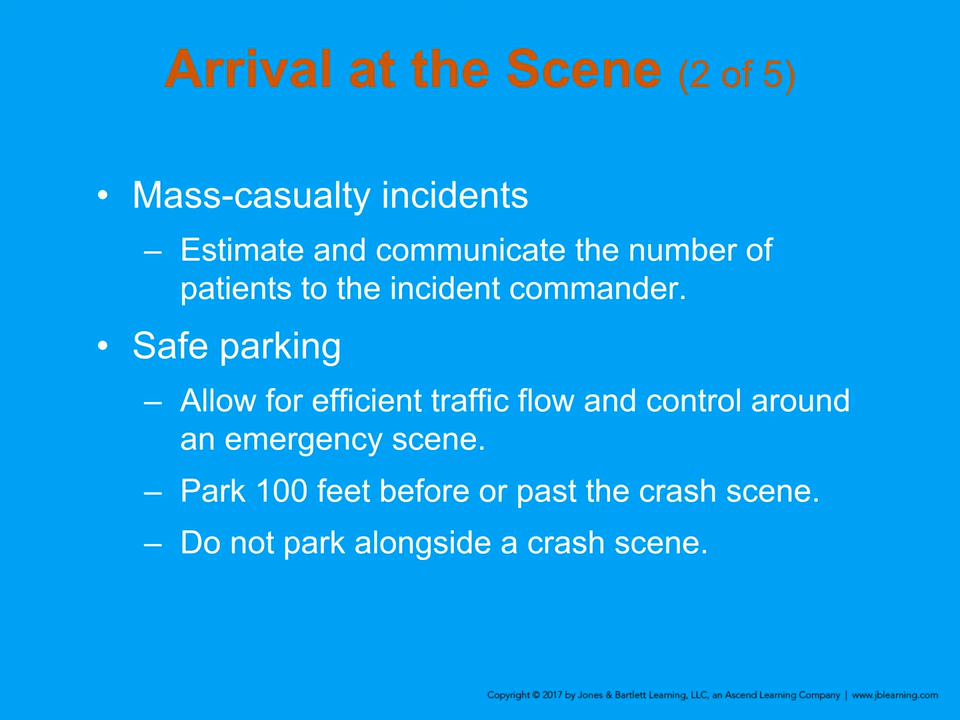 Arrival at the Scene (2 of 5)
• Mass-casualty incidents
– Estimate and communicate the number of
patients to the incident commander.
• Safe parking
– Allow for efficient traffic flow and control around
an emergency scene.
– Park 100 feet before or past the crash scene.
– Do not park alongside a crash scene.
Copyright © 2017 by Jones & Bartlett Learning, LLC, an Ascend Learning Company | www.jblearning.com